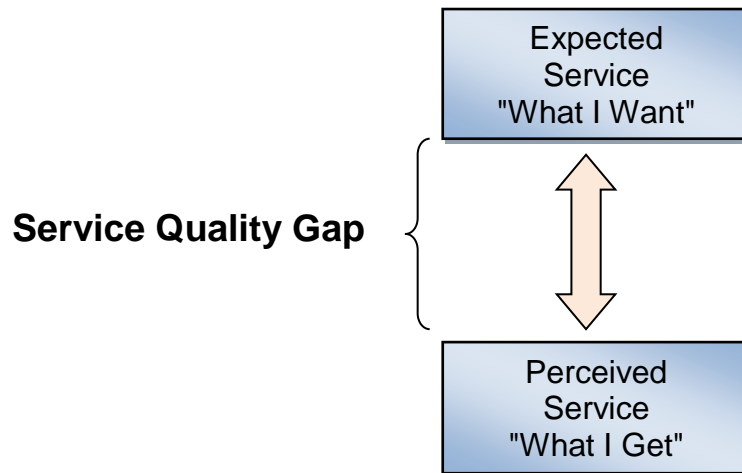 Expected
Service
"What I Want"
Service Quality Gap
Perceived
Service
"What I Get"